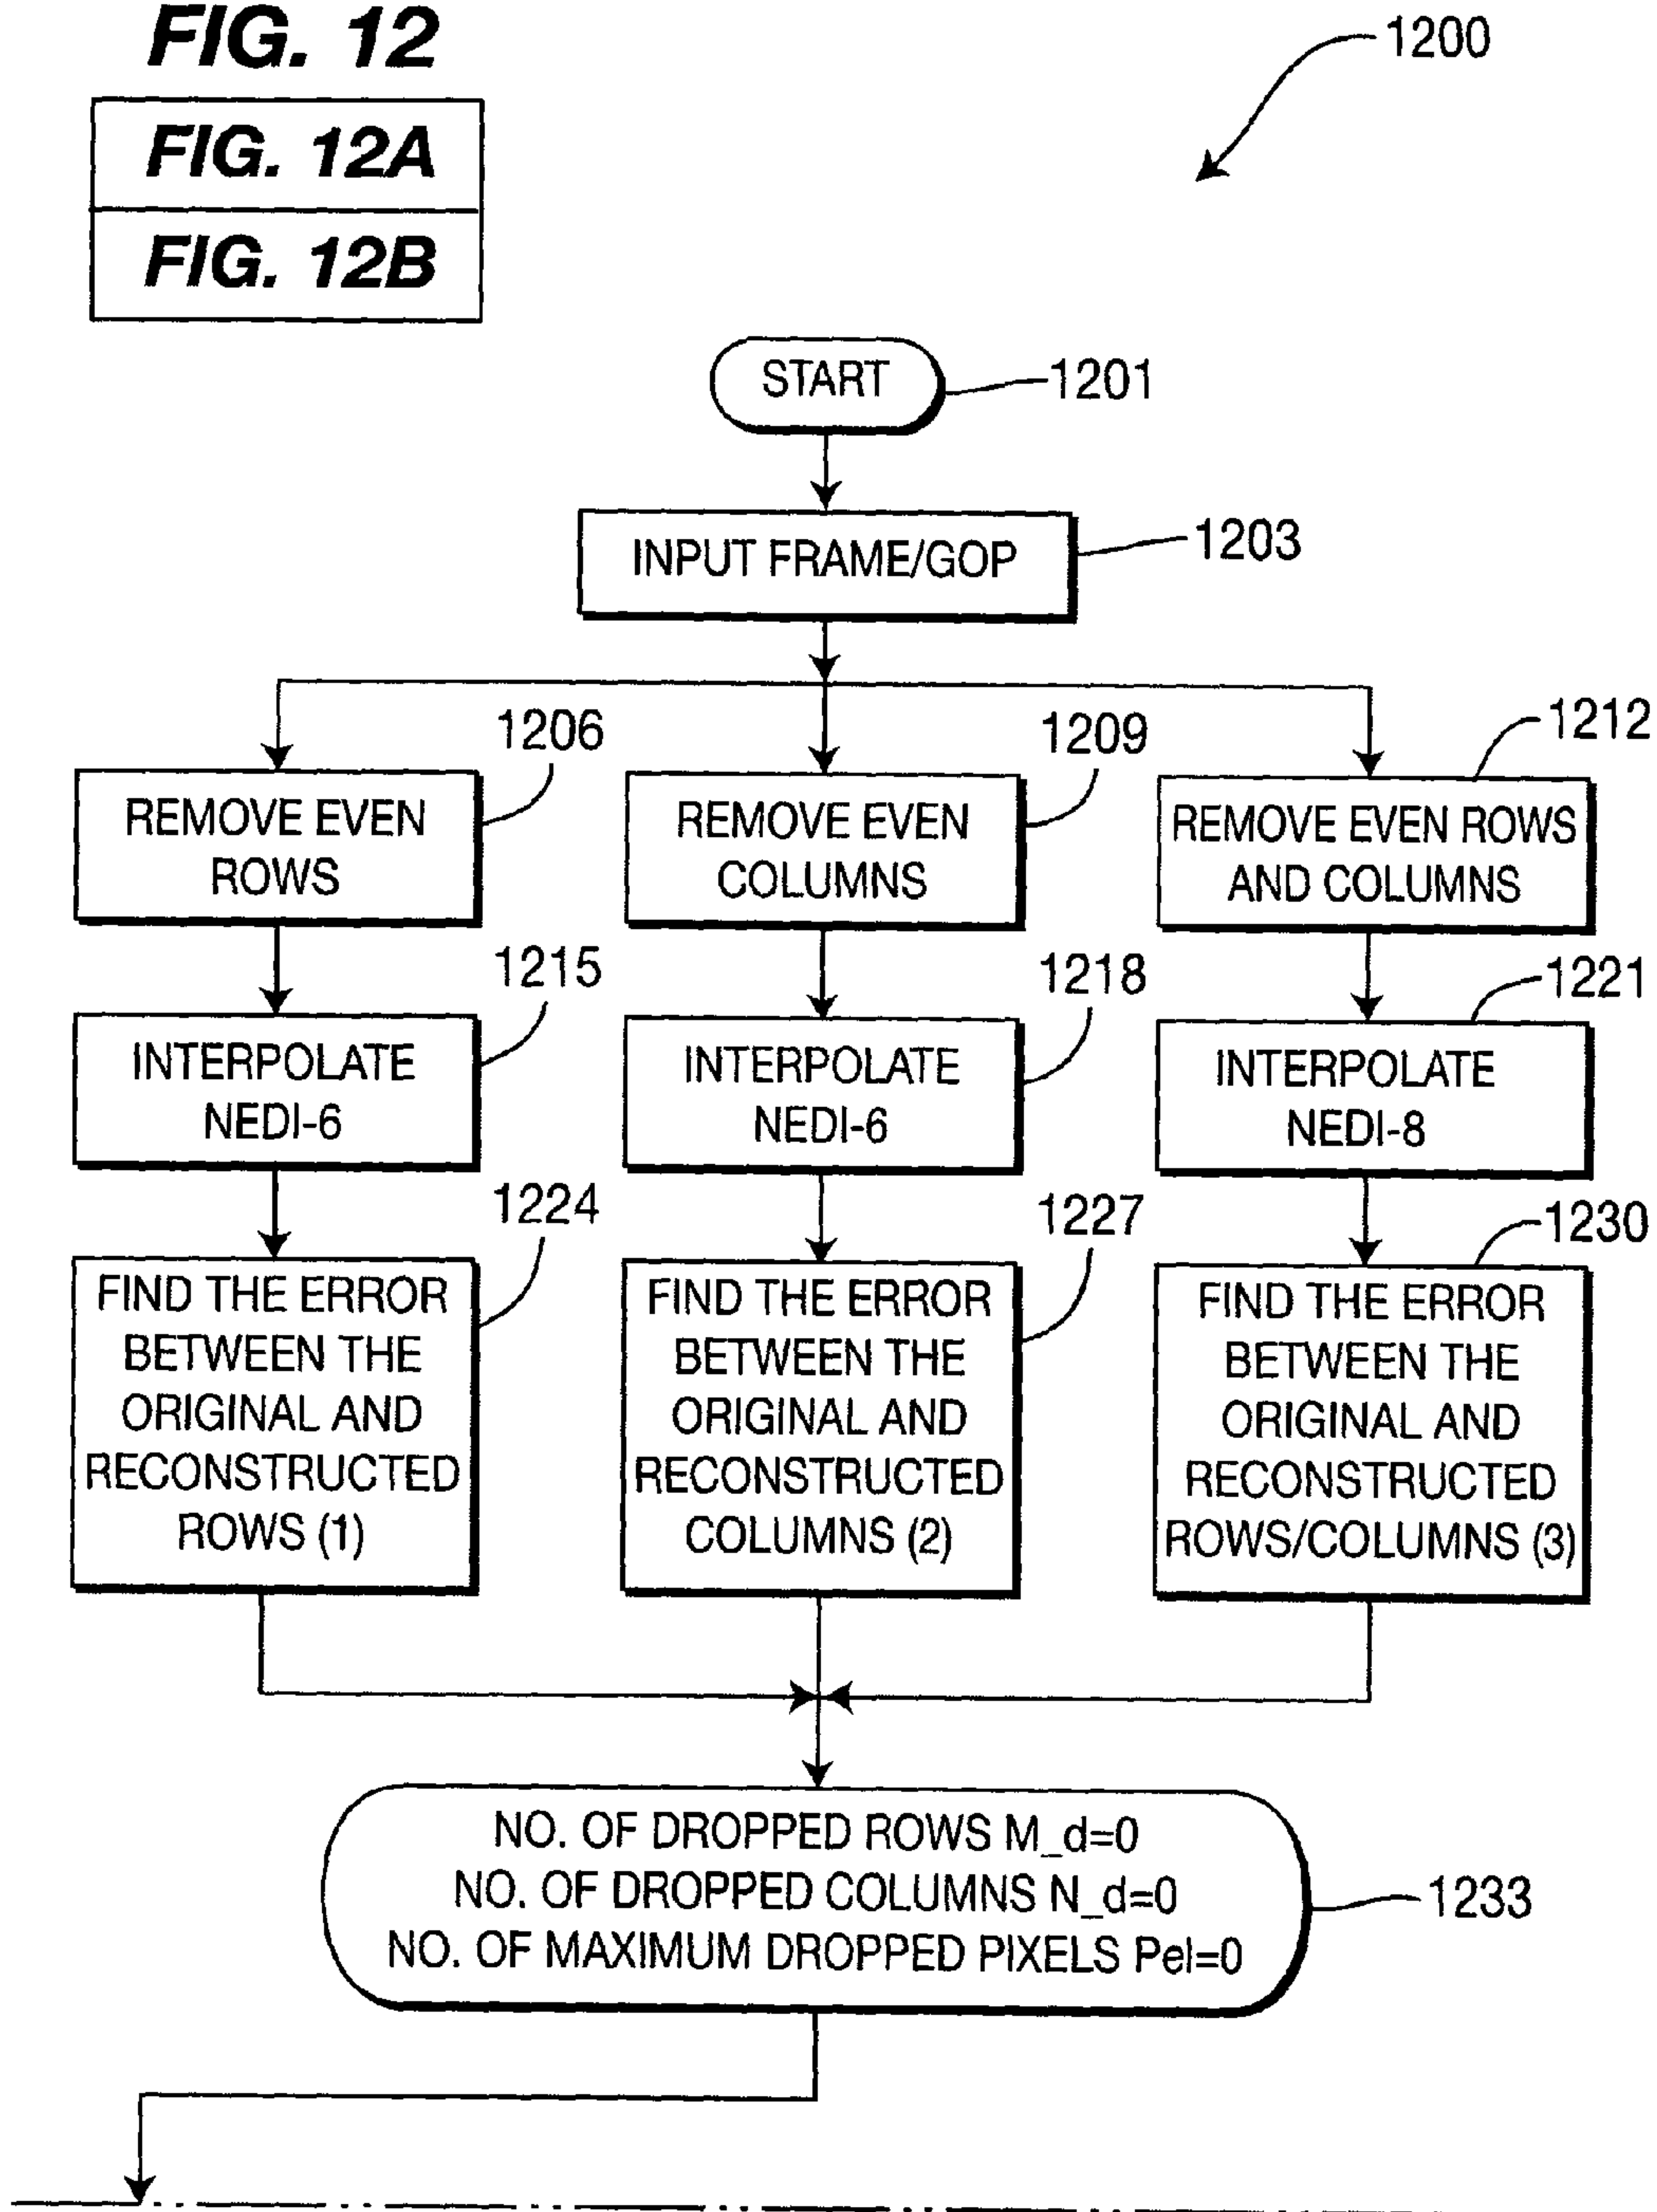 FIG. 12
FIG. 12A
FIG. 12B
1200
START
1201
INPUT FRAME/GOP
1203
1206
REMOVE EVEN
ROWS
1209
REMOVE EVEN
COLUMNS
1212
REMOVE EVEN ROWS
AND COLUMNS
1215
INTERPOLATE
NEDI-6
1218
INTERPOLATE
NEDI-6
1221
INTERPOLATE
NEDI-8
1224
FIND THE ERROR
BETWEEN THE
ORIGINAL AND
RECONSTRUCTED
ROWS (1)
1227
FIND THE ERROR
BETWEEN THE
ORIGINAL AND
RECONSTRUCTED
COLUMNS (2)
1230
FIND THE ERROR
BETWEEN THE
ORIGINAL AND
RECONSTRUCTED
ROWS/COLUMNS (3)
NO. OF DROPPED ROWS M_d=0
NO. OF DROPPED COLUMNS N_d=0
NO. OF MAXIMUM DROPPED PIXELS Pel=0
1233